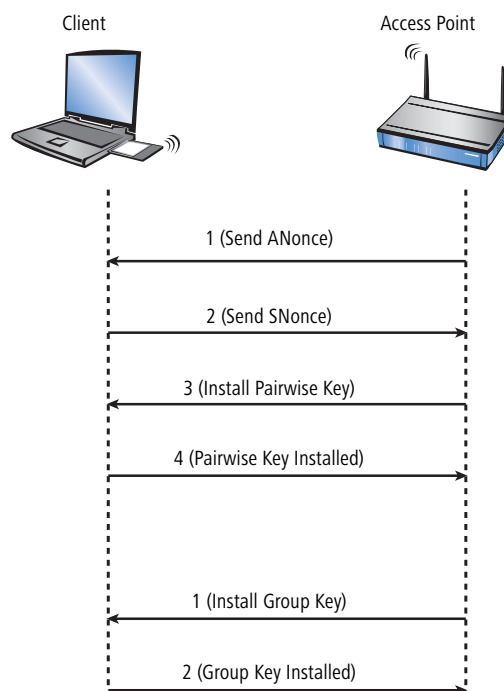 Client
Access Point
1 (Send ANonce)
2 (Send SNonce)
3 (Install Pairwise Key)
4 (Pairwise Key Installed)
1 (Install Group Key)
2 (Group Key Installed)